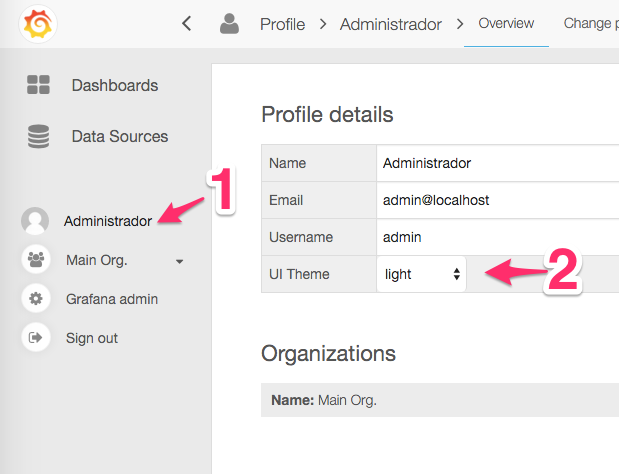 Profile > Administrador > Overview Change p
Dashboards
Data Sources
Administrador
Main Org.
Grafana admin
Sign out
1
Profile details
Name Administrador
Email admin@localhost
Username admin
UI Theme light
2
Organizations
Name: Main Org.